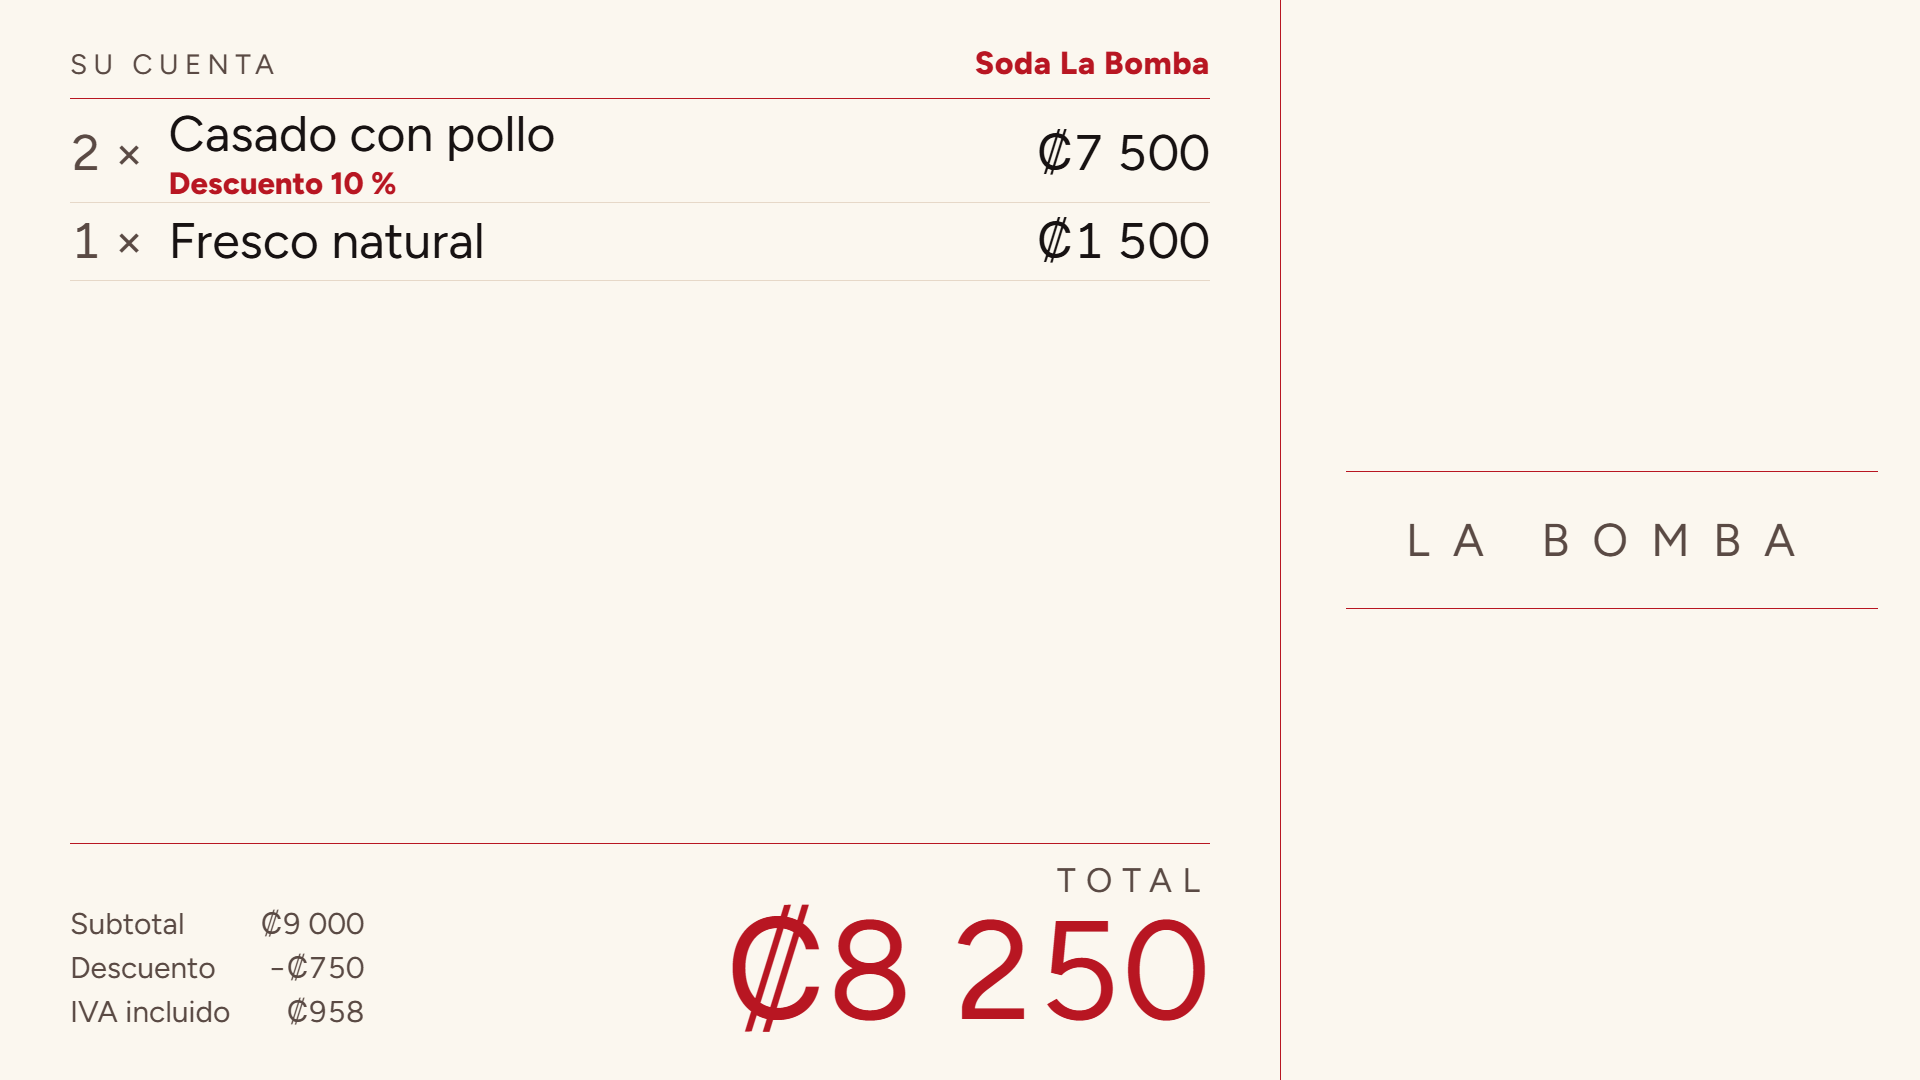 SU CUENTA
Soda La Bomba
2 × Casado con pollo ₡7 500
Descuento 10 %
1 × Fresco natural ₡1 500
TOTAL
₡8 250
Subtotal ₡9 000
Descuento −₡750
IVA incluido ₡958
LA BOMBA